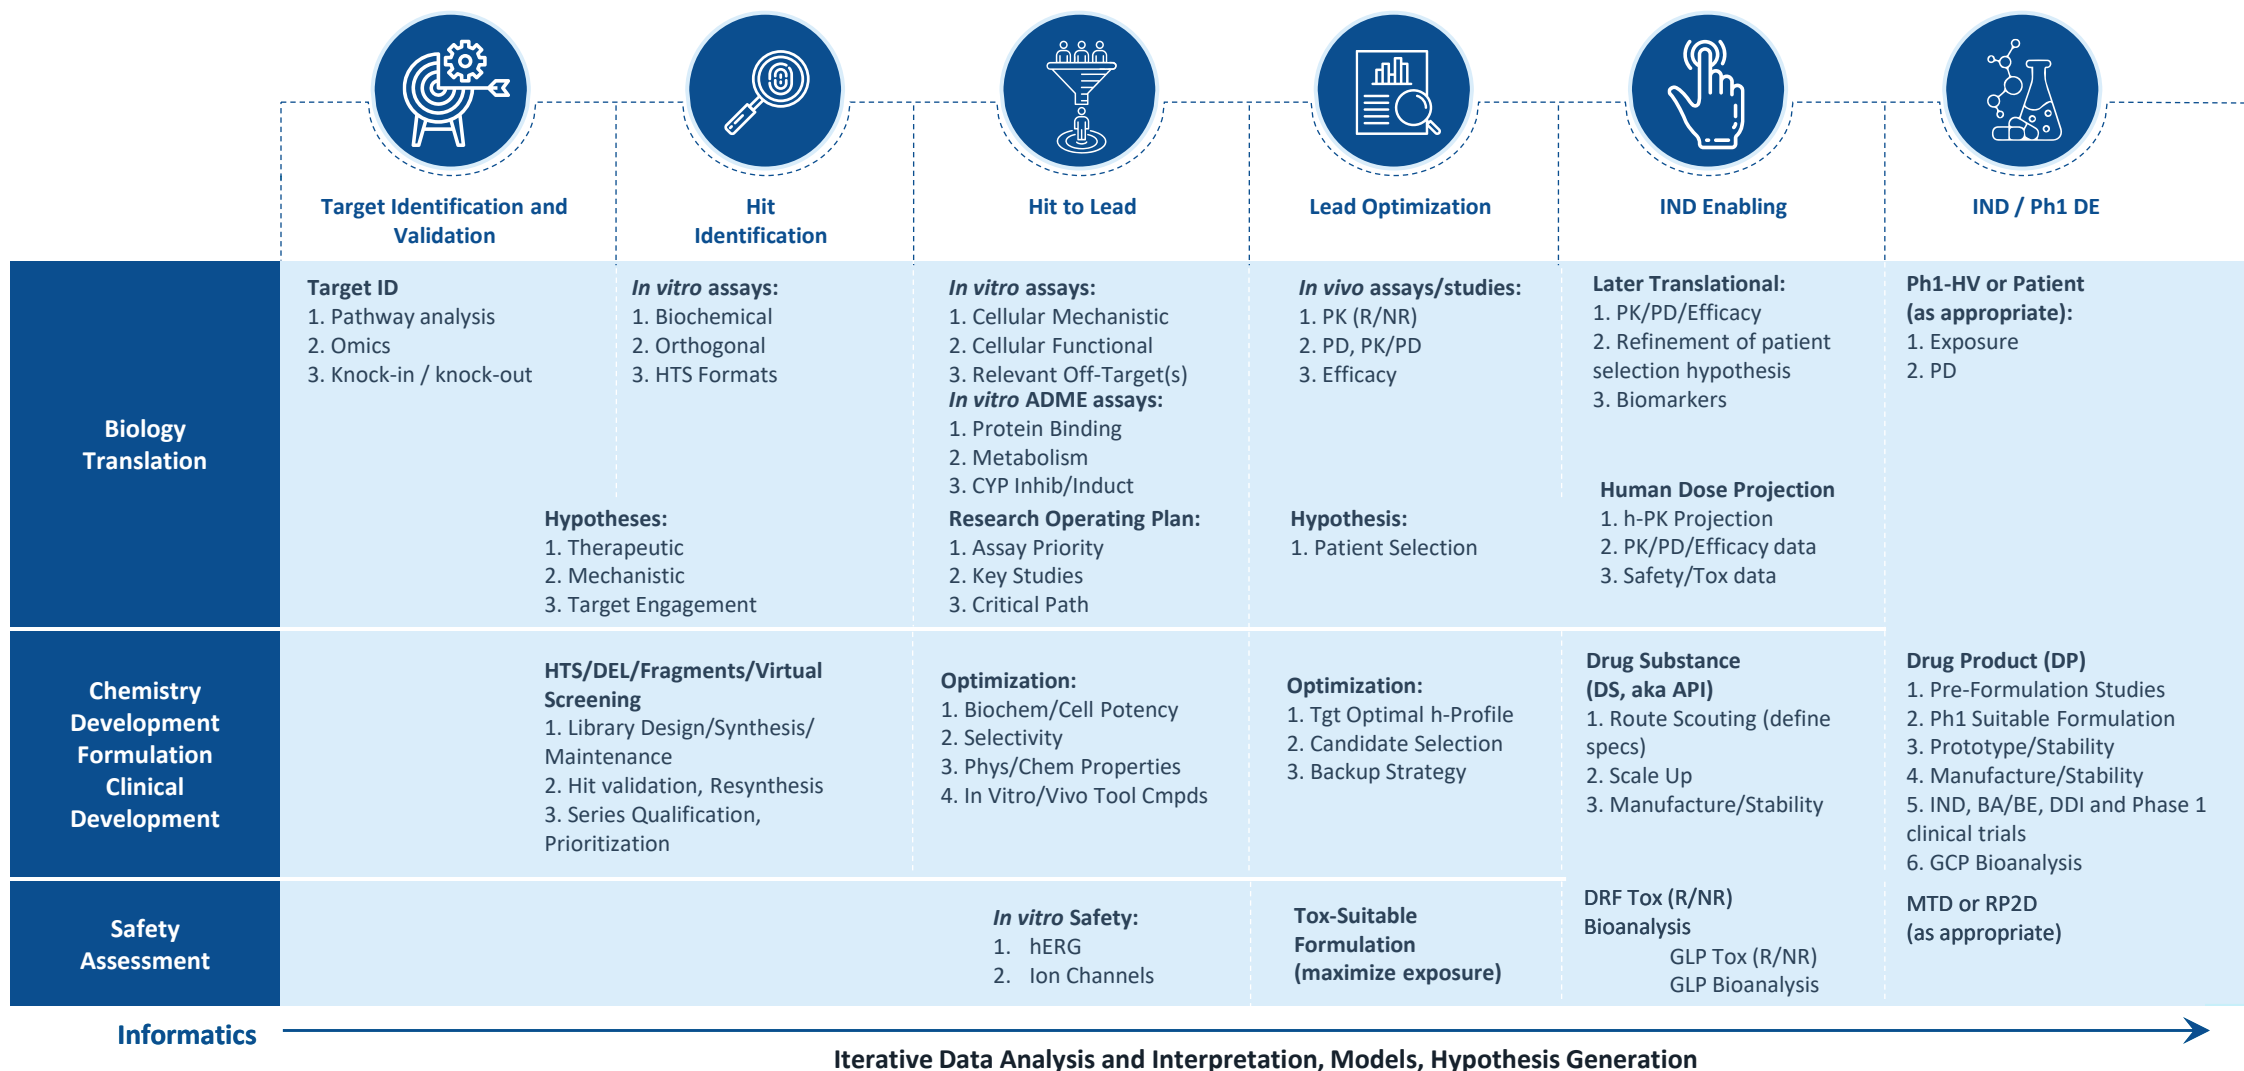 Target Identification and
Validation
Hit
Identification
Hit to Lead
Lead Optimization
IND Enabling
IND / Ph1 DE
Biology
Translation
Target ID
1. Pathway analysis
2. Omics
3. Knock-in / knock-out
In vitro assays:
1. Biochemical
2. Orthogonal
3. HTS Formats
Hypotheses:
1. Therapeutic
2. Mechanistic
3. Target Engagement
In vitro assays:
1. Cellular Mechanistic
2. Cellular Functional
3. Relevant Off-Target(s)
In vitro ADME assays:
1. Protein Binding
2. Metabolism
3. CYP Inhib/Induct
Research Operating Plan:
1. Assay Priority
2. Key Studies
3. Critical Path
In vivo assays/studies:
1. PK (R/NR)
2. PD, PK/PD
3. Efficacy
Hypothesis:
1. Patient Selection
Later Translational:
1. PK/PD/Efficacy
2. Refinement of patient
selection hypothesis
3. Biomarkers
Human Dose Projection
1. h-PK Projection
2. PK/PD/Efficacy data
3. Safety/Tox data
Ph1-HV or Patient
(as appropriate):
1. Exposure
2. PD
Chemistry
Development
Formulation
Clinical
Development
HTS/DEL/Fragments/Virtual
Screening
1. Library Design/Synthesis/
Maintenance
2. Hit validation, Resynthesis
3. Series Qualification,
Prioritization
Optimization:
1. Biochem/Cell Potency
2. Selectivity
3. Phys/Chem Properties
4. In Vitro/Vivo Tool Cmpds
Optimization:
1. Tgt Optimal h-Profile
2. Candidate Selection
3. Backup Strategy
Drug Substance
(DS, aka API)
1. Route Scouting (define
specs)
2. Scale Up
3. Manufacture/Stability
Drug Product (DP)
1. Pre-Formulation Studies
2. Ph1 Suitable Formulation
3. Prototype/Stability
4. Manufacture/Stability
5. IND, BA/BE, DDI and Phase 1
clinical trials
6. GCP Bioanalysis
Safety
Assessment
In vitro Safety:
1. hERG
2. Ion Channels
Tox-Suitable
Formulation
(maximize exposure)
DRF Tox (R/NR)
Bioanalysis
GLP Tox (R/NR)
GLP Bioanalysis
MTD or RP2D
(as appropriate)
Informatics
Iterative Data Analysis and Interpretation, Models, Hypothesis Generation